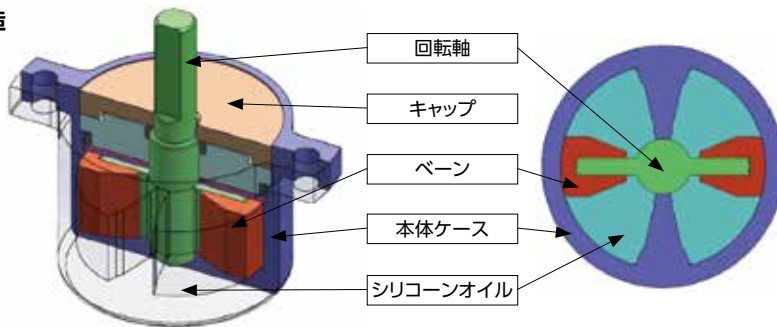 回転軸
キャップ
ベーン
本体ケース
シリコーンオイル